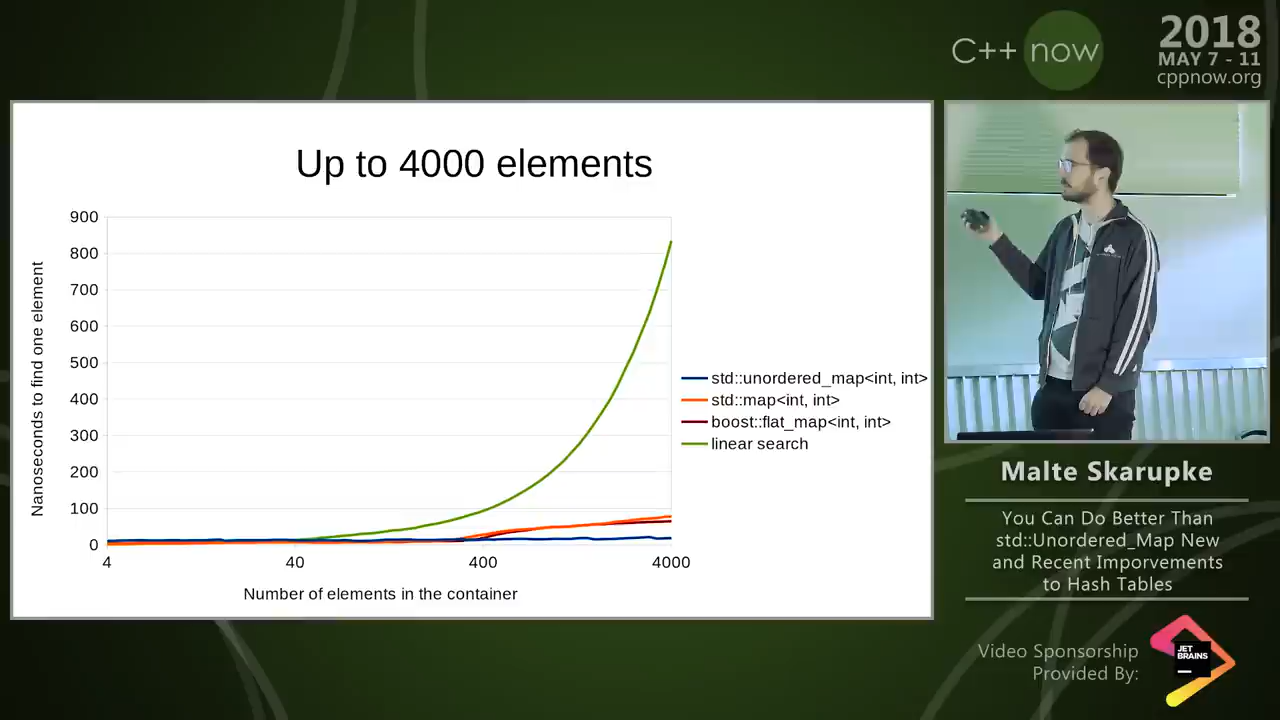 C++ now
2018
MAY 7 - 11
cppnow.org
Up to 4000 elements
900
800
700
600
500
400
300
200
100
0
Nanoseconds to find one element
4
40
400
4000
Number of elements in the container
std::unordered_map<int, int>
std::map<int, int>
boost::flat_map<int, int>
linear search
Malte Skarupke
You Can Do Better Than
std::Unordered_Map New
and Recent Imporvements
to Hash Tables
Video Sponsorship
Provided By:
JET
BRAINS